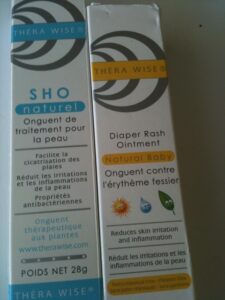 THERA WISE®
SHO
naturel
Onguent de
traitement pour
la peau
Facilite la
cicatrisation des
plaies
Réduit les irritations
et les inflammations
de la peau
Propriétés
antibactériennes
Onguent
thérapeutique
aux plantes
www.therawise.com
POIDS NET 28g
THERA WISE®
THERA WISE®
Diaper Rash
Ointment
Natural Baby
Onguent contre
l'érythème fessier
Reduces skin irritation
and inflammation
Réduit les irritations et les
inflammations de la peau